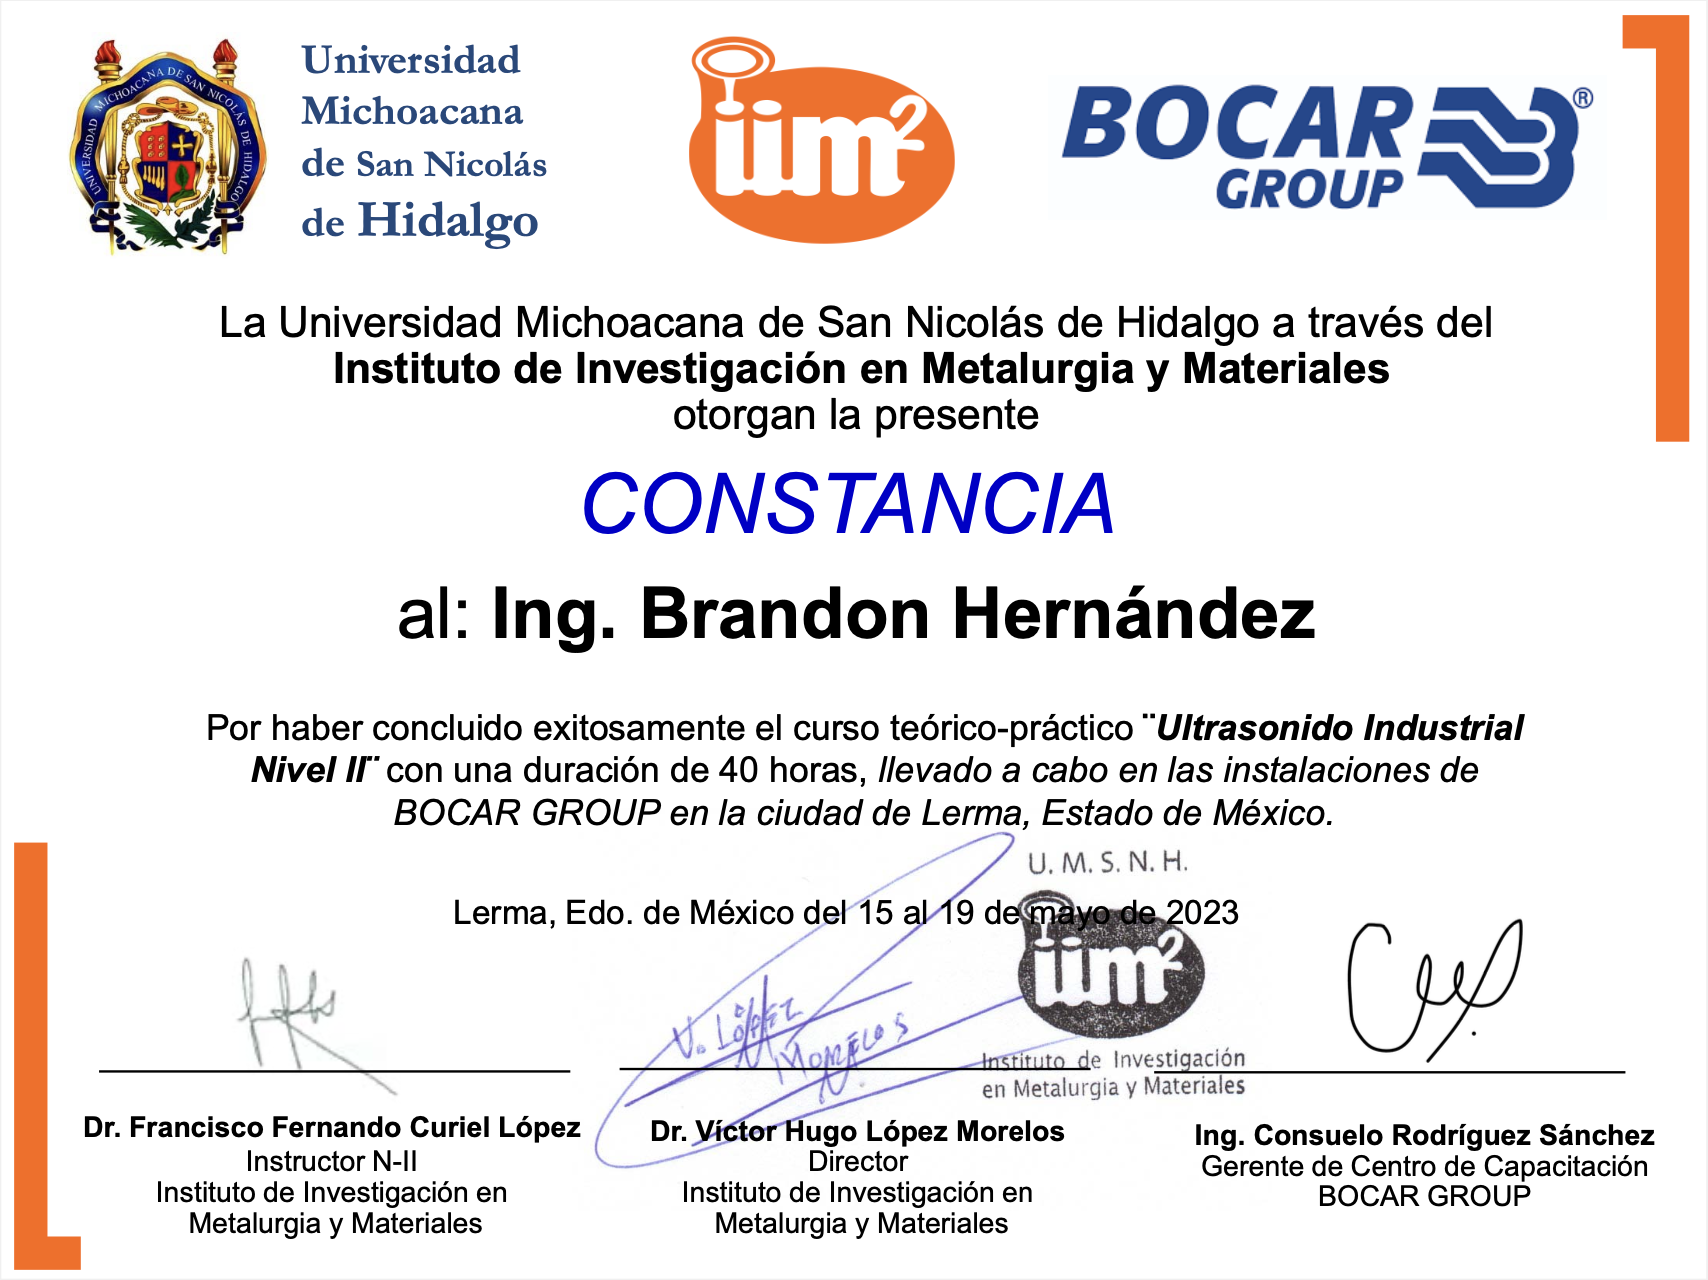 UNIVERSIDAD MICHOACANA DE SAN NICOLAS DE HIDALGO
Universidad
Michoacana
de San Nicolás
de Hidalgo
iim²
BOCAR
GROUP
®
La Universidad Michoacana de San Nicolás de Hidalgo a través del
Instituto de Investigación en Metalurgia y Materiales
otorgan la presente
CONSTANCIA
al: Ing. Brandon Hernández
Por haber concluido exitosamente el curso teórico-práctico ¨Ultrasonido Industrial
Nivel II¨ con una duración de 40 horas, llevado a cabo en las instalaciones de
BOCAR GROUP en la ciudad de Lerma, Estado de México.
U. M. S. N. H.
Lerma, Edo. de México del 15 al 19 de mayo de 2023
iim²
V. LÓPEZ
MORELOS
Instituto de Investigación
en Metalurgia y Materiales
Dr. Francisco Fernando Curiel López
Instructor N-II
Instituto de Investigación en
Metalurgia y Materiales
Dr. Víctor Hugo López Morelos
Director
Instituto de Investigación en
Metalurgia y Materiales
Ing. Consuelo Rodríguez Sánchez
Gerente de Centro de Capacitación
BOCAR GROUP